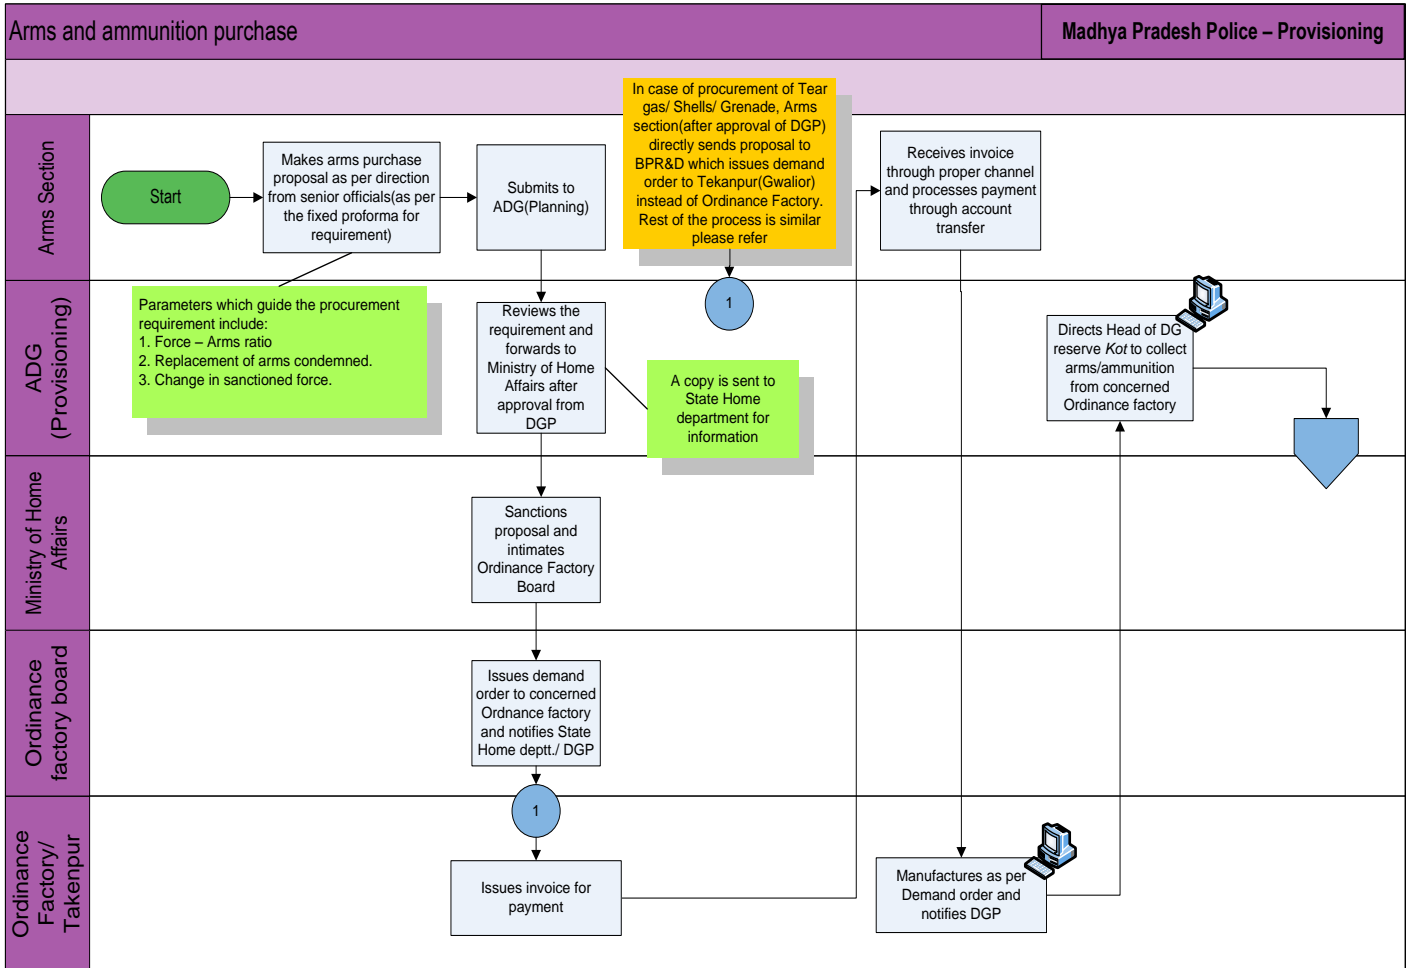 Arms and ammunition purchase
Madhya Pradesh Police – Provisioning
Arms Section
Start
Makes arms purchase
proposal as per direction
from senior officials(as per
the fixed proforma for
requirement)
Submits to
ADG(Planning)
In case of procurement of Tear
gas/ Shells/ Grenade, Arms
section(after approval of DGP)
directly sends proposal to
BPR&D which issues demand
order to Tekanpur(Gwalior)
instead of Ordinance Factory.
Rest of the process is similar
please refer
Receives invoice
through proper channel
and processes payment
through account
transfer
ADG
(Provisioning)
Parameters which guide the procurement
requirement include:
1. Force – Arms ratio
2. Replacement of arms condemned.
3. Change in sanctioned force.
Reviews the
requirement and
forwards to
Ministry of Home
Affairs after
approval from
DGP
1
A copy is sent to
State Home
department for
information
Directs Head of DG
reserve Kot to collect
arms/ammunition
from concerned
Ordinance factory
Ministry of Home
Affairs
Sanctions
proposal and
intimates
Ordinance Factory
Board
Ordinance
factory board
Issues demand
order to concerned
Ordnance factory
and notifies State
Home deptt./ DGP
Ordinance
Factory/
Takenpur
1
Issues invoice for
payment
Manufactures as per
Demand order and
notifies DGP